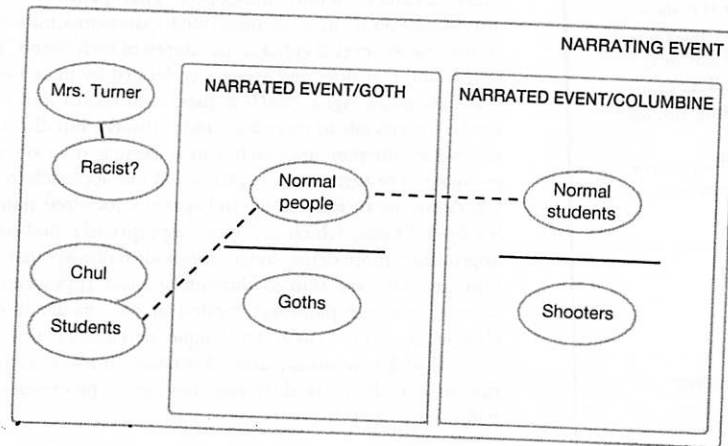 NARRATING EVENT
Mrs. Turner
Racist?
Chul
Students
NARRATED EVENT/GOTH
Normal
people
Goths
NARRATED EVENT/COLUMBINE
Normal
students
Shooters